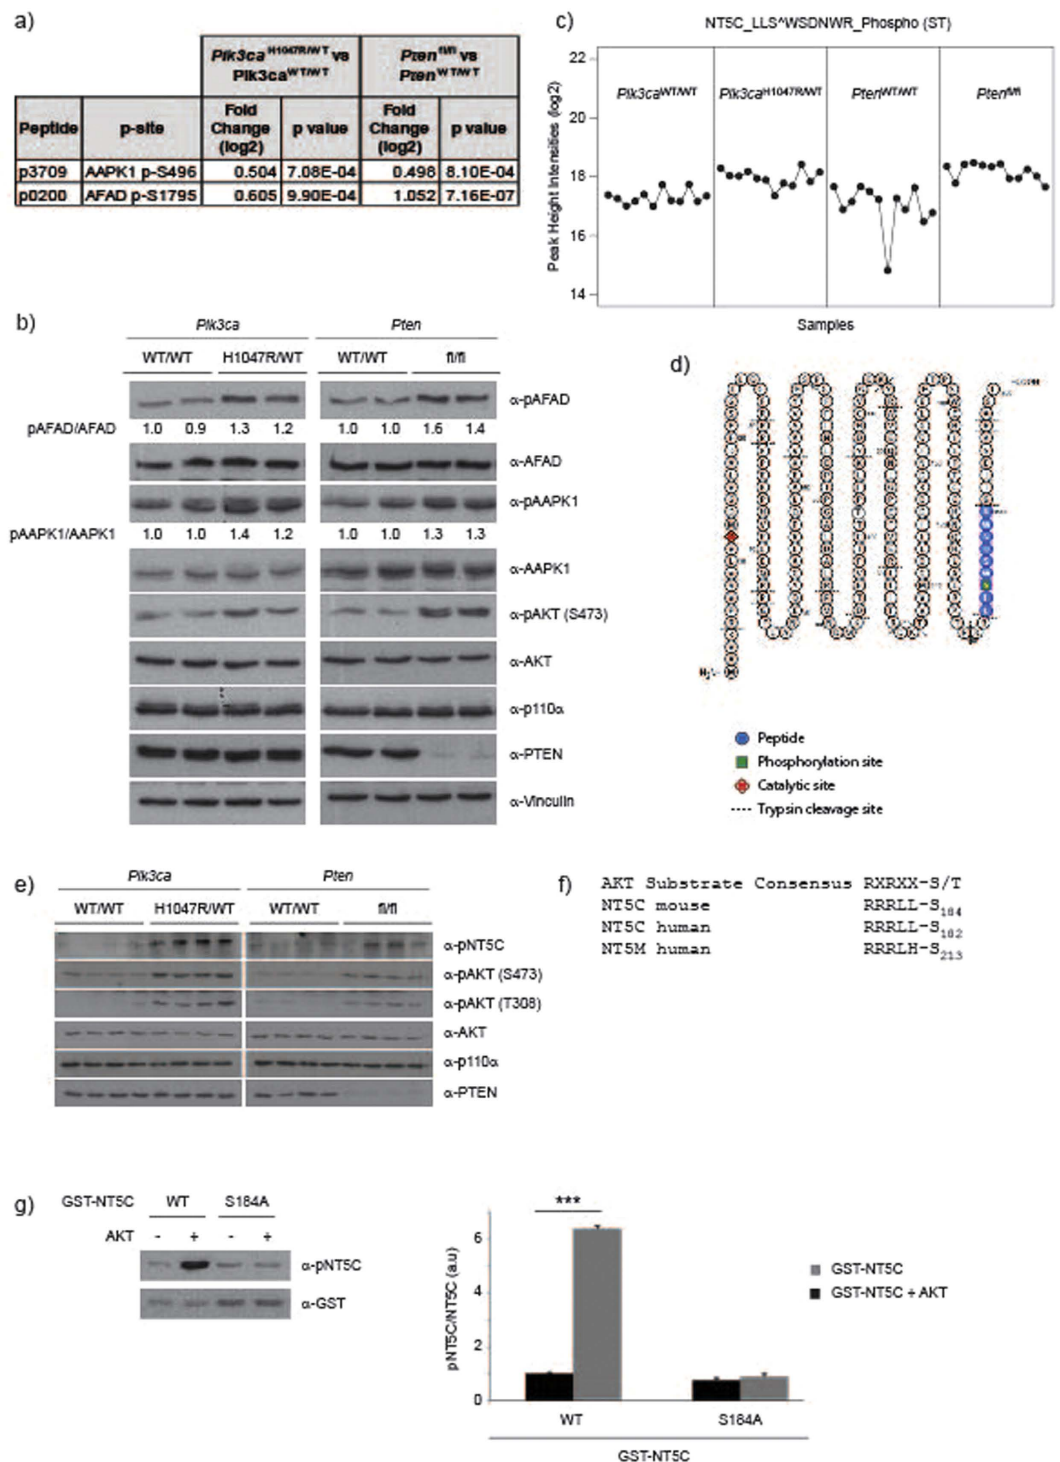 a)
Pik3ca H1047R/WT vs Pik3ca WT/WT
Pten fl/fl vs Pten WT/WT
Peptide p-site Fold Change (log2) p value Fold Change (log2) p value
p3709 AAPK1 p-S496 0.504 7.08E-04 0.498 8.10E-04
p0200 AFAD p-S1795 0.605 9.90E-04 1.052 7.16E-07
c)
NT5C_LLS^WSDNWR_Phospho (ST)
Pik3ca WT/WT Pik3ca H1047R/WT Pten WT/WT Pten fl/fl
Peak Height Intensities (log2)
22
20
18
16
14
Samples
b)
Pik3ca Pten
WT/WT H1047R/WT WT/WT fl/fl
α-pAFAD
pAFAD/AFAD 1.0 0.9 1.3 1.2 1.0 1.0 1.6 1.4
α-AFAD
α-pAAPK1
pAAPK1/AAPK1 1.0 1.0 1.4 1.2 1.0 1.0 1.3 1.3
α-AAPK1
α-pAKT (S473)
α-AKT
α-p110α
α-PTEN
α-Vinculin
d)
Peptide
Phosphorylation site
Catalytic site
Trypsin cleavage site
e)
Pik3ca Pten
WT/WT H1047R/WT WT/WT fl/fl
α-pNT5C
α-pAKT (S473)
α-pAKT (T308)
α-AKT
α-p110α
α-PTEN
f)
AKT Substrate Consensus RXRXX-S/T
NT5C mouse RRRLL-S184
NT5C human RRRLL-S182
NT5M human RRRLH-S213
g)
GST-NT5C WT S184A
AKT - + - +
α-pNT5C
α-GST
pNT5C/NT5C (a.u)
6
4
2
0
***
WT S184A
GST-NT5C
GST-NT5C
GST-NT5C + AKT